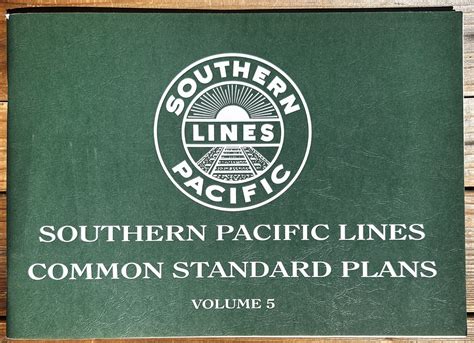 SOUTHERN
LINES
PACIFIC
SOUTHERN PACIFIC LINES
COMMON STANDARD PLANS
VOLUME 5